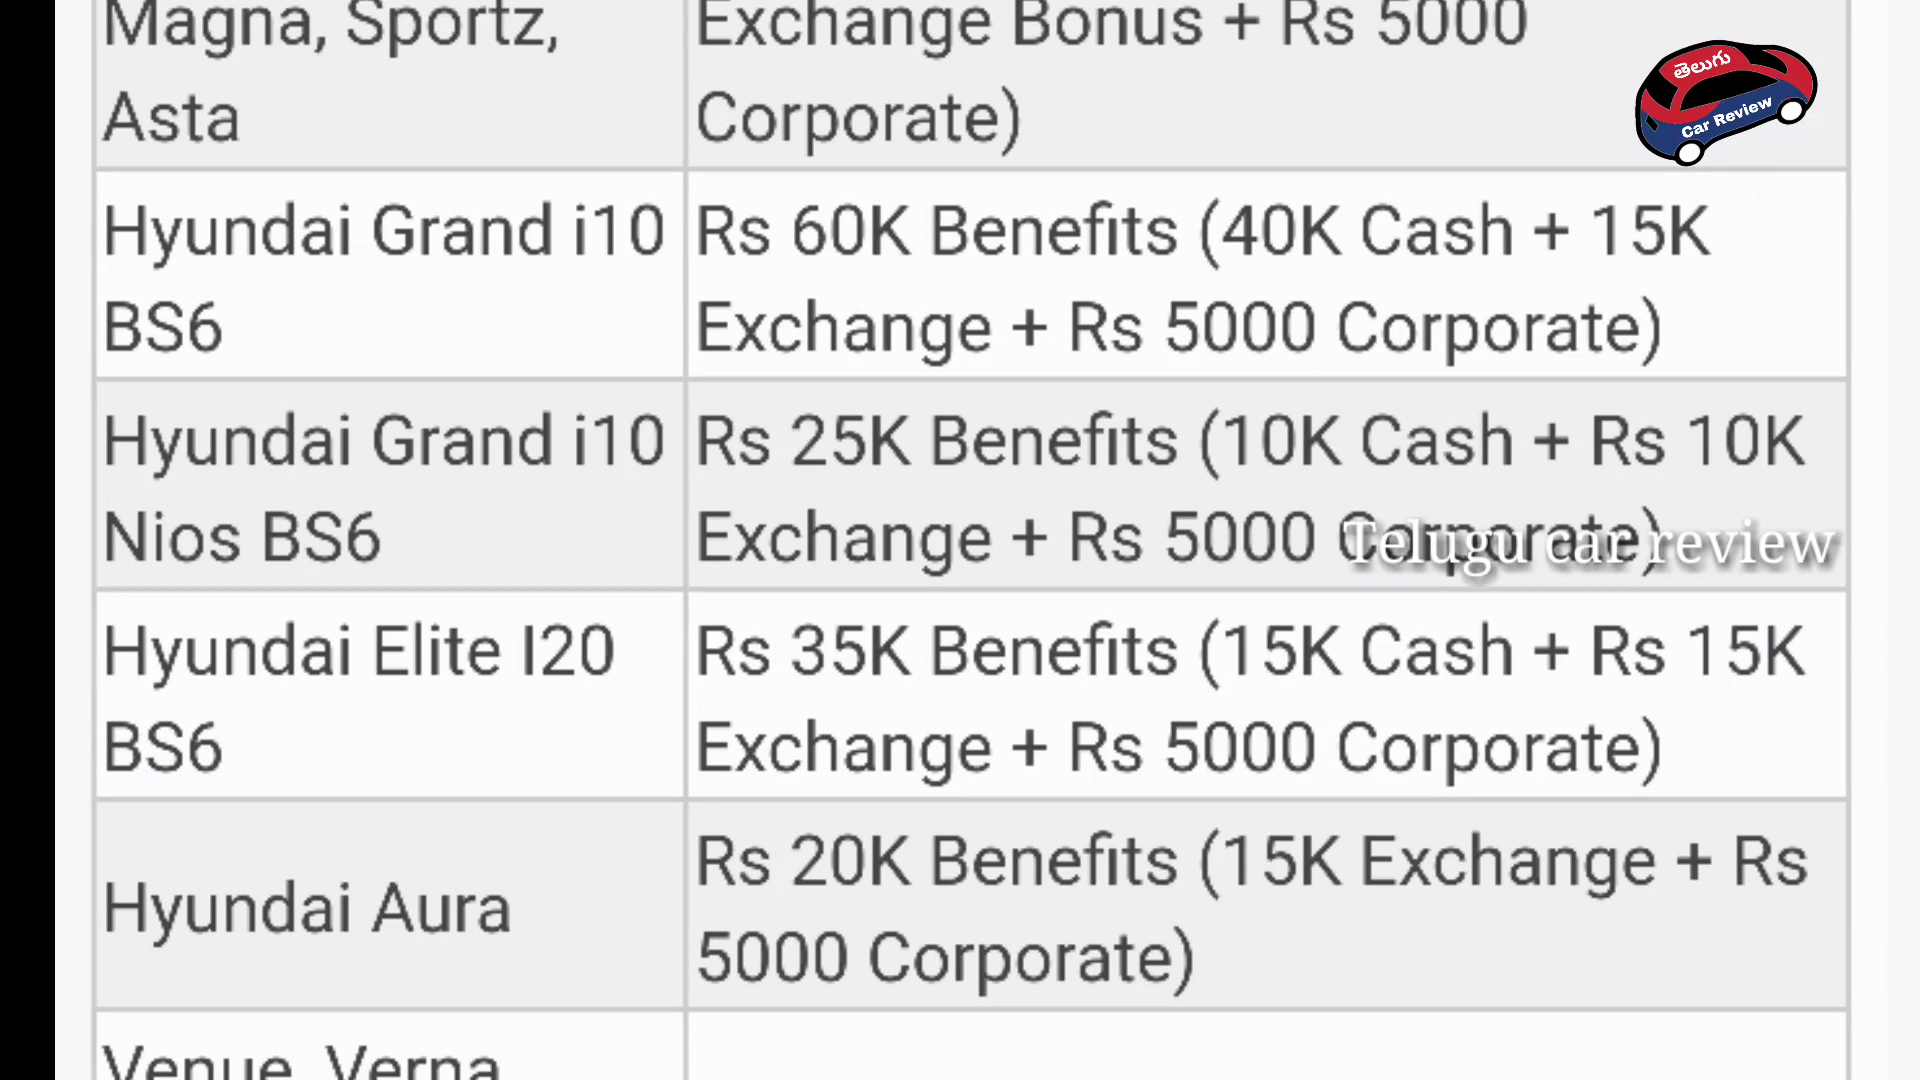 Magna, Sportz,
Asta
Exchange Bonus + Rs 5000
Corporate)
తెలుగు
Car Review
Hyundai Grand i10
BS6
Rs 60K Benefits (40K Cash + 15K
Exchange + Rs 5000 Corporate)
Hyundai Grand i10
Nios BS6
Rs 25K Benefits (10K Cash + Rs 10K
Exchange + Rs 5000 Corporate)
Telugu car review
Hyundai Elite I20
BS6
Rs 35K Benefits (15K Cash + Rs 15K
Exchange + Rs 5000 Corporate)
Hyundai Aura
Rs 20K Benefits (15K Exchange + Rs
5000 Corporate)
Venue, Verna